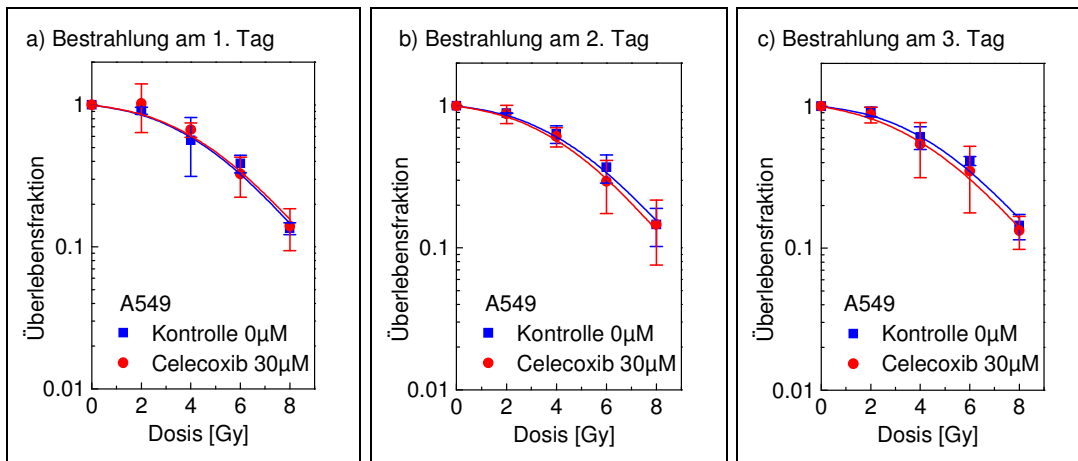 a) Bestrahlung am 1. Tag
1
0.1
0.01
Überlebensfraktion
A549
Kontrolle 0µM
Celecoxib 30µM
0 2 4 6 8
Dosis [Gy]
b) Bestrahlung am 2. Tag
1
0.1
0.01
Überlebensfraktion
A549
Kontrolle 0µM
Celecoxib 30µM
0 2 4 6 8
Dosis [Gy]
c) Bestrahlung am 3. Tag
1
0.1
0.01
Überlebensfraktion
A549
Kontrolle 0µM
Celecoxib 30µM
0 2 4 6 8
Dosis [Gy]